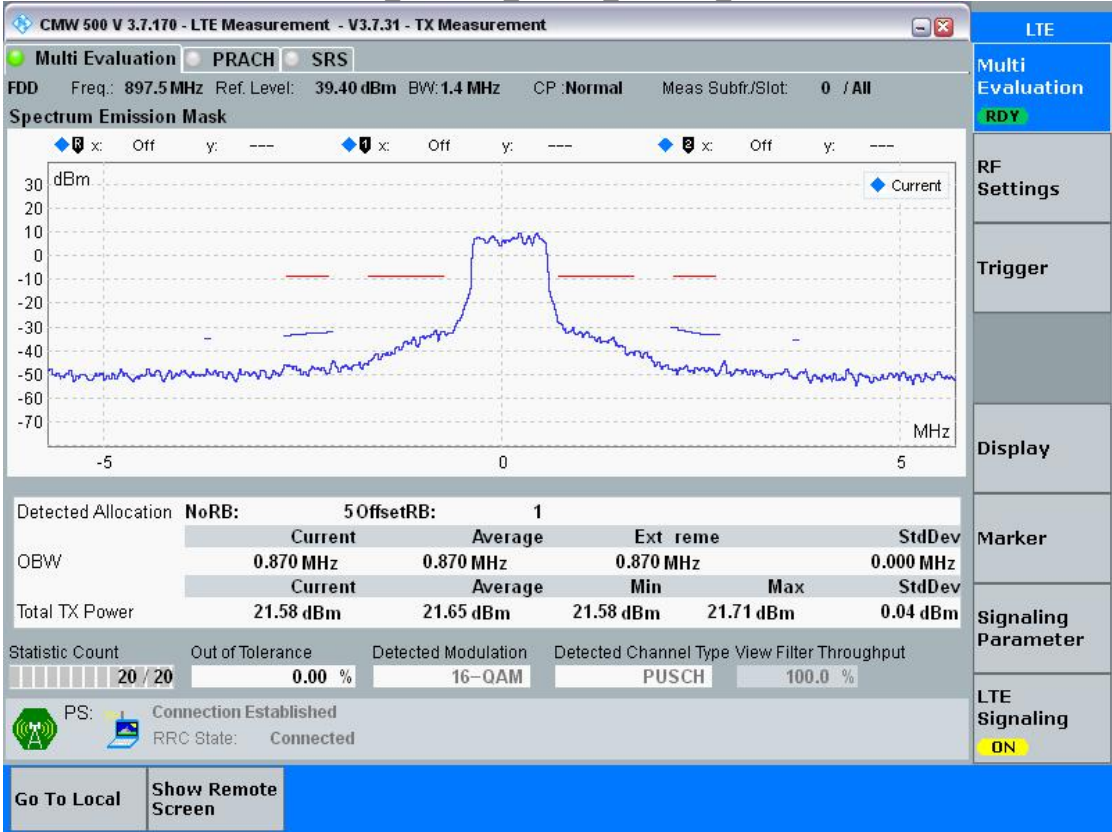 CMW 500 V 3.7.170 - LTE Measurement - V3.7.31 - TX Measurement
LTE
Multi Evaluation PRACH SRS
Multi Evaluation
RDY
FDD Freq.: 897.5 MHz Ref. Level: 39.40 dBm BW: 1.4 MHz CP :Normal Meas Subfr./Slot: 0 / All
Spectrum Emission Mask
R x: Off y: --- 1 x: Off y: --- 2 x: Off y: ---
dBm
Current
30
20
10
0
-10
-20
-30
-40
-50
-60
-70
MHz
-5 0 5
RF
Settings
Trigger
Display
Marker
Signaling
Parameter
LTE
Signaling
ON
Detected Allocation NoRB: 5 OffsetRB: 1
Current Average Ext reme StdDev
OBW 0.870 MHz 0.870 MHz 0.870 MHz 0.000 MHz
Current Average Min Max StdDev
Total TX Power 21.58 dBm 21.65 dBm 21.58 dBm 21.71 dBm 0.04 dBm
Statistic Count Out of Tolerance Detected Modulation Detected Channel Type View Filter Throughput
20 / 20 0.00 % 16-QAM PUSCH 100.0 %
PS: Connection Established
RRC State: Connected
Go To Local
Show Remote
Screen